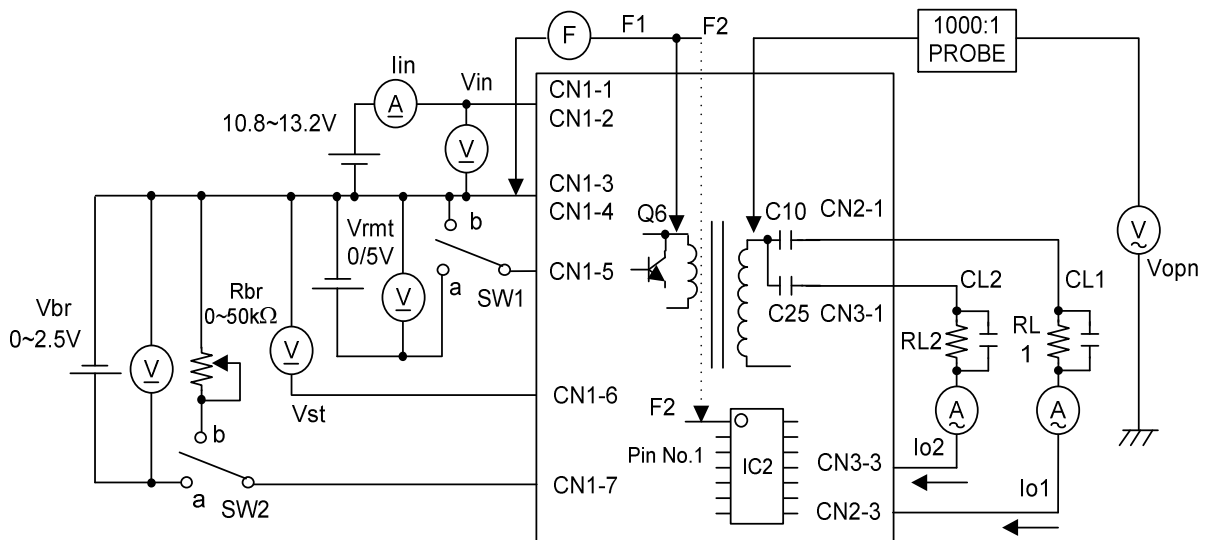 F1
F2
1000:1
PROBE
F
Iin
Vin
A
CN1-1
CN1-2
10.8~13.2V
V
CN1-3
CN1-4
b
Vrmt
0/5V
V
a
SW1
CN1-5
Q6
C10
CN2-1
C25
CN3-1
V
Vopn
CL2
CL1
RL2
RL
1
Vbr
0~2.5V
V
Rbr
0~50kΩ
V
Vst
CN1-6
b
a
SW2
CN1-7
F2
Pin No.1
IC2
A
A
Io2
CN3-3
Io1
CN2-3